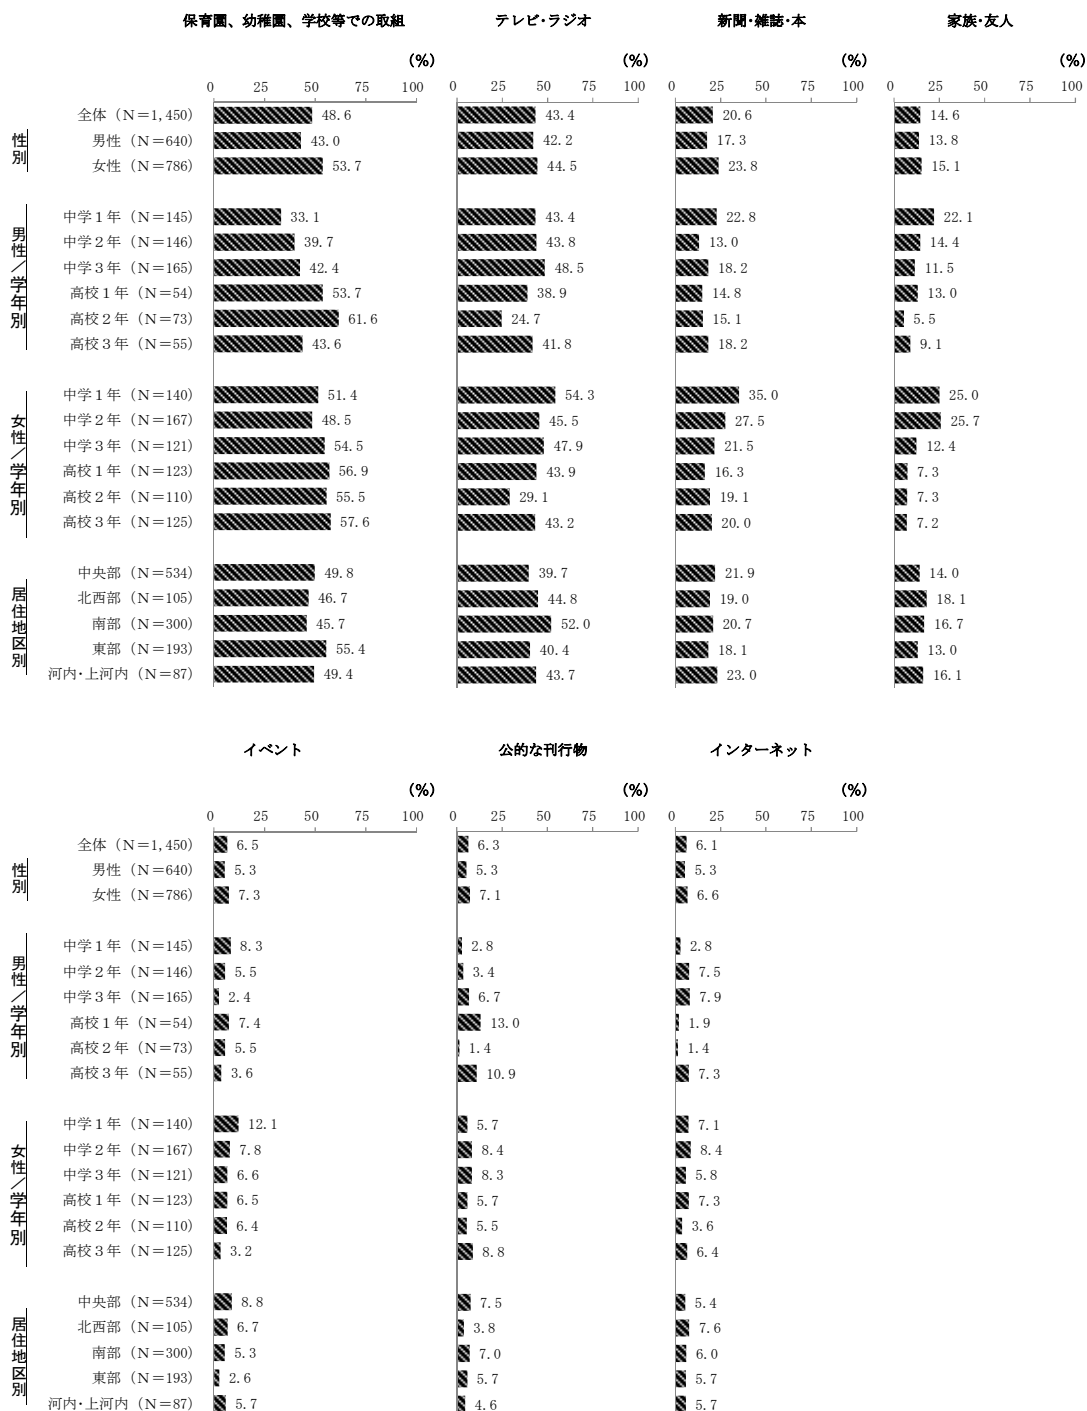 保育園、幼稚園、学校等での取組 テレビ・ラジオ 新聞・雑誌・本 家族・友人
(%) (%) (%) (%)
0 25 50 75 100 0 25 50 75 100 0 25 50 75 100 0 25 50 75 100
全体（N＝1,450） 48.6 43.4 20.6 14.6
性別
男性（N＝640） 43.0 42.2 17.3 13.8
女性（N＝786） 53.7 44.5 23.8 15.1
男性／学年別
中学１年（N＝145） 33.1 43.4 22.8 22.1
中学２年（N＝146） 39.7 43.8 13.0 14.4
中学３年（N＝165） 42.4 48.5 18.2 11.5
高校１年（N＝54） 53.7 38.9 14.8 13.0
高校２年（N＝73） 61.6 24.7 15.1 5.5
高校３年（N＝55） 43.6 41.8 18.2 9.1
女性／学年別
中学１年（N＝140） 51.4 54.3 35.0 25.0
中学２年（N＝167） 48.5 45.5 27.5 25.7
中学３年（N＝121） 54.5 47.9 21.5 12.4
高校１年（N＝123） 56.9 43.9 16.3 7.3
高校２年（N＝110） 55.5 29.1 19.1 7.3
高校３年（N＝125） 57.6 43.2 20.0 7.2
居住地区別
中央部（N＝534） 49.8 39.7 21.9 14.0
北西部（N＝105） 46.7 44.8 19.0 18.1
南部（N＝300） 45.7 52.0 20.7 16.7
東部（N＝193） 55.4 40.4 18.1 13.0
河内・上河内（N＝87） 49.4 43.7 23.0 16.1
イベント 公的な刊行物 インターネット
(%) (%) (%)
0 25 50 75 100 0 25 50 75 100 0 25 50 75 100
全体（N＝1,450） 6.5 6.3 6.1
性別
男性（N＝640） 5.3 5.3 5.3
女性（N＝786） 7.3 7.1 6.6
男性／学年別
中学１年（N＝145） 8.3 2.8 2.8
中学２年（N＝146） 5.5 3.4 7.5
中学３年（N＝165） 2.4 6.7 7.9
高校１年（N＝54） 7.4 13.0 1.9
高校２年（N＝73） 5.5 1.4 1.4
高校３年（N＝55） 3.6 10.9 7.3
女性／学年別
中学１年（N＝140） 12.1 5.7 7.1
中学２年（N＝167） 7.8 8.4 8.4
中学３年（N＝121） 6.6 8.3 5.8
高校１年（N＝123） 6.5 5.7 7.3
高校２年（N＝110） 6.4 5.5 3.6
高校３年（N＝125） 3.2 8.8 6.4
居住地区別
中央部（N＝534） 8.8 7.5 5.4
北西部（N＝105） 6.7 3.8 7.6
南部（N＝300） 5.3 7.0 6.0
東部（N＝193） 2.6 5.7 5.7
河内・上河内（N＝87） 5.7 4.6 5.7